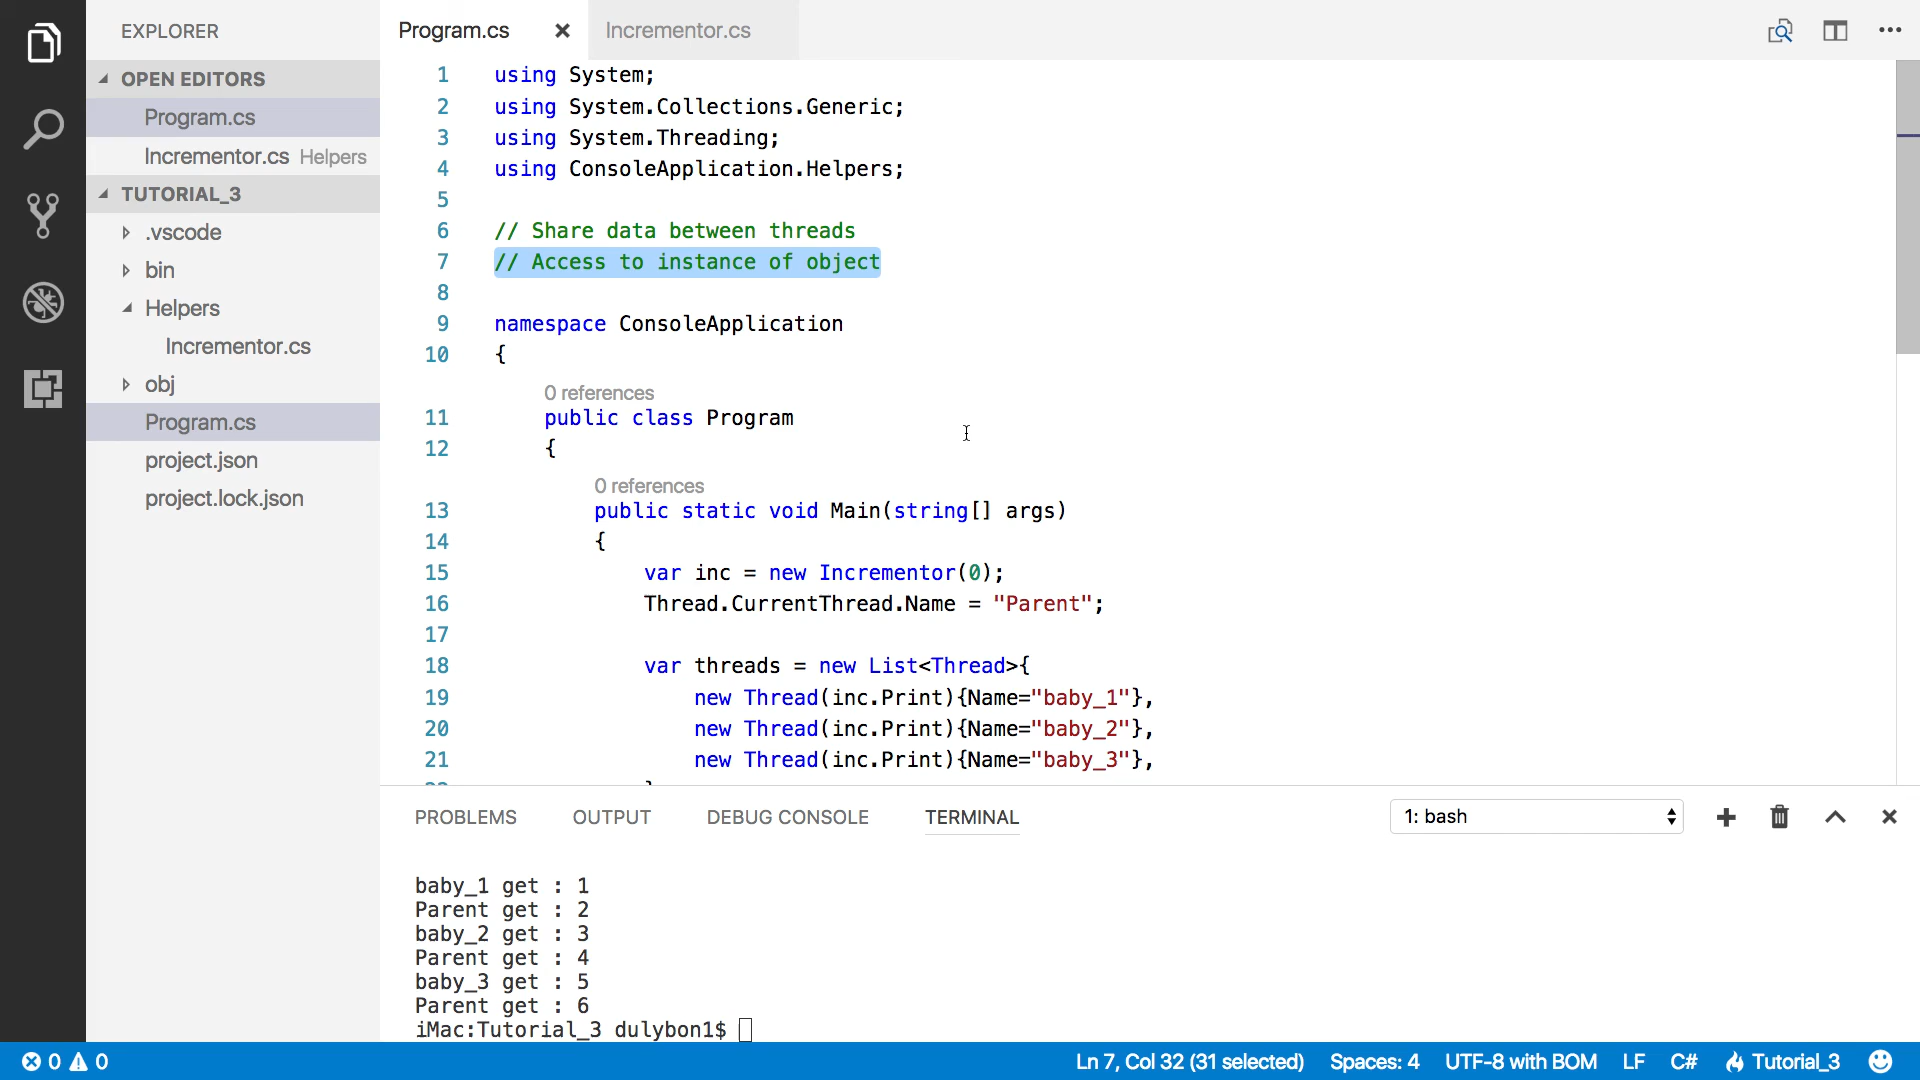 EXPLORER
OPEN EDITORS
Program.cs
Incrementor.cs Helpers
TUTORIAL_3
.vscode
bin
Helpers
Incrementor.cs
obj
Program.cs
project.json
project.lock.json
Program.cs
Incrementor.cs
1 using System;
2 using System.Collections.Generic;
3 using System.Threading;
4 using ConsoleApplication.Helpers;
5
6 // Share data between threads
7 // Access to instance of object
8
9 namespace ConsoleApplication
10 {
0 references
11 public class Program
12 {
0 references
13 public static void Main(string[] args)
14 {
15 var inc = new Incrementor(0);
16 Thread.CurrentThread.Name = "Parent";
17
18 var threads = new List<Thread>{
19 new Thread(inc.Print){Name="baby_1"},
20 new Thread(inc.Print){Name="baby_2"},
21 new Thread(inc.Print){Name="baby_3"},
PROBLEMS OUTPUT DEBUG CONSOLE TERMINAL 1: bash
baby_1 get : 1
Parent get : 2
baby_2 get : 3
Parent get : 4
baby_3 get : 5
Parent get : 6
iMac:Tutorial_3 dulybon1$
0 0 Ln 7, Col 32 (31 selected) Spaces: 4 UTF-8 with BOM LF C# Tutorial_3